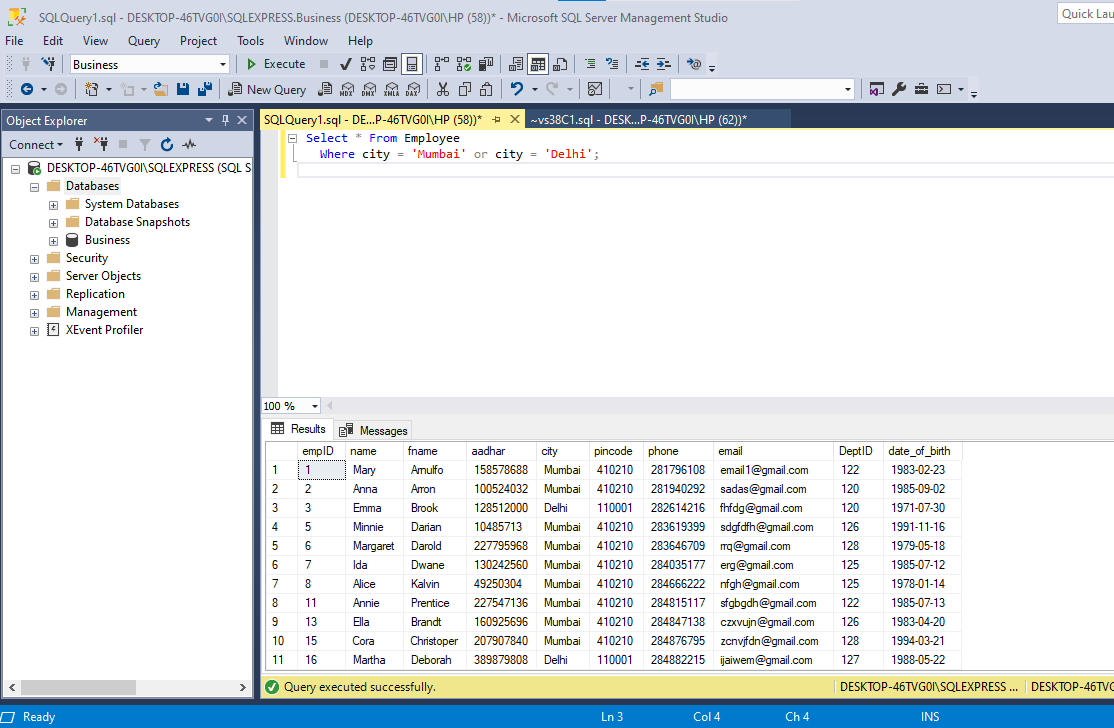 SQLQuery1.sql - DESKTOP-46TVG0I\SQLEXPRESS.Business (DESKTOP-46TVG0I\HP (58))* - Microsoft SQL Server Management Studio
Quick Lau
File Edit View Query Project Tools Window Help
Business Execute
New Query MDX DMX XMLA DAX
Object Explorer
SQLQuery1.sql - DE...P-46TVG0I\HP (58))* ~vs38C1.sql - DESK...P-46TVG0I\HP (62))*
Connect
DESKTOP-46TVG0I\SQLEXPRESS (SQL S
Databases
System Databases
Database Snapshots
Business
Security
Server Objects
Replication
Management
XEvent Profiler
Select * From Employee
Where city = 'Mumbai' or city = 'Delhi';
100 %
Results Messages
empID name fname aadhar city pincode phone email DeptID date_of_birth
1 1 Mary Arnulfo 158578688 Mumbai 410210 281796108 email1@gmail.com 122 1983-02-23
2 2 Anna Arron 100524032 Mumbai 410210 281940292 sadas@gmail.com 120 1985-09-02
3 3 Emma Brook 128512000 Delhi 110001 282614216 fhfdg@gmail.com 120 1971-07-30
4 5 Minnie Darian 10485713 Mumbai 410210 283619399 sdgfdfh@gmail.com 126 1991-11-16
5 6 Margaret Darold 227795968 Mumbai 410210 283646709 rrq@gmail.com 128 1979-05-18
6 7 Ida Dwane 130242560 Mumbai 410210 284035177 erg@gmail.com 125 1985-07-12
7 8 Alice Kalvin 49250304 Mumbai 410210 284666222 nfgh@gmail.com 125 1978-01-14
8 11 Annie Prentice 227547136 Mumbai 410210 284815117 sfgbgdh@gmail.com 122 1985-07-13
9 13 Ella Brandt 160925696 Mumbai 410210 284847138 czxvujn@gmail.com 126 1983-04-20
10 15 Cora Christoper 207907840 Mumbai 410210 284876795 zcnvjfdn@gmail.com 128 1994-03-21
11 16 Martha Deborah 389879808 Delhi 110001 284882215 ijaiwem@gmail.com 127 1988-05-22
Query executed successfully. DESKTOP-46TVG0I\SQLEXPRESS ... DESKTOP-46TVG
Ready Ln 3 Col 4 Ch 4 INS